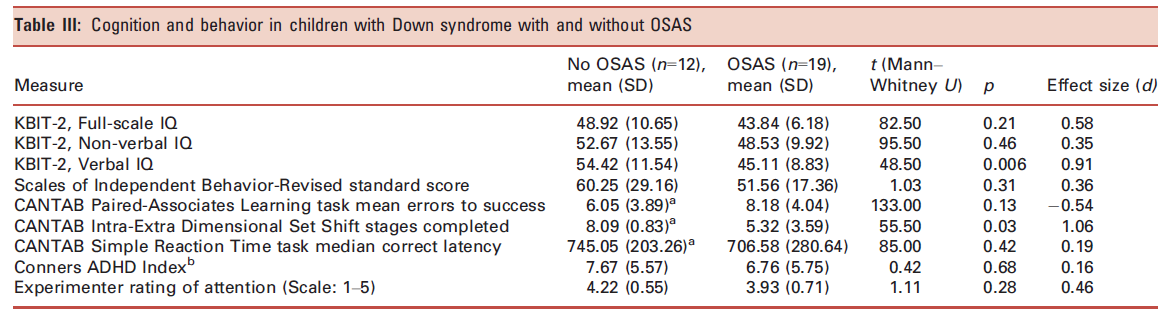 Table III: Cognition and behavior in children with Down syndrome with and without OSAS
Measure No OSAS (n=12), mean (SD) OSAS (n=19), mean (SD) t (Mann–Whitney U) p Effect size (d)
KBIT-2, Full-scale IQ 48.92 (10.65) 43.84 (6.18) 82.50 0.21 0.58
KBIT-2, Non-verbal IQ 52.67 (13.55) 48.53 (9.92) 95.50 0.46 0.35
KBIT-2, Verbal IQ 54.42 (11.54) 45.11 (8.83) 48.50 0.006 0.91
Scales of Independent Behavior-Revised standard score 60.25 (29.16) 51.56 (17.36) 1.03 0.31 0.36
CANTAB Paired-Associates Learning task mean errors to success 6.05 (3.89)a 8.18 (4.04) 133.00 0.13 −0.54
CANTAB Intra-Extra Dimensional Set Shift stages completed 8.09 (0.83)a 5.32 (3.59) 55.50 0.03 1.06
CANTAB Simple Reaction Time task median correct latency 745.05 (203.26)a 706.58 (280.64) 85.00 0.42 0.19
Conners ADHD Indexb 7.67 (5.57) 6.76 (5.75) 0.42 0.68 0.16
Experimenter rating of attention (Scale: 1–5) 4.22 (0.55) 3.93 (0.71) 1.11 0.28 0.46